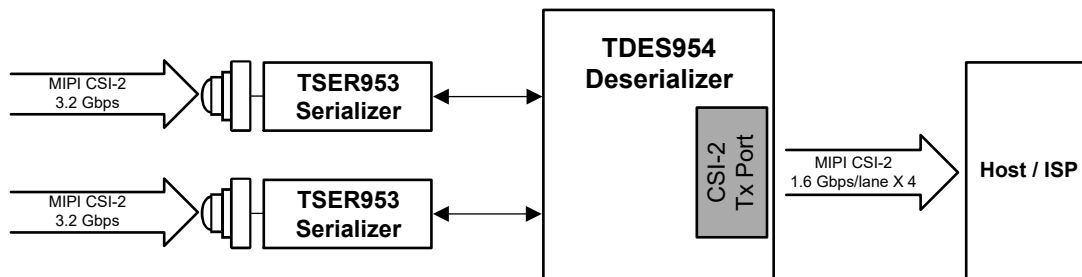 MIPI CSI-2
3.2 Gbps
TSER953
Serializer
MIPI CSI-2
3.2 Gbps
TSER953
Serializer
TDES954
Deserializer
CSI-2
Tx Port
MIPI CSI-2
1.6 Gbps/lane X 4
Host / ISP